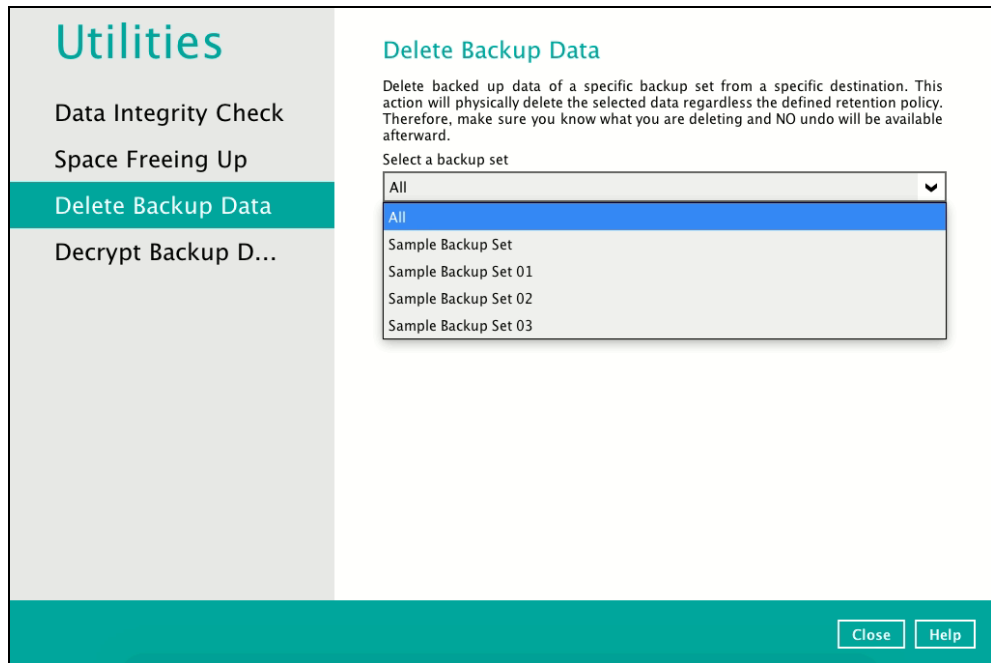 Utilities
Data Integrity Check
Space Freeing Up
Delete Backup Data
Decrypt Backup D...
Delete Backup Data
Delete backed up data of a specific backup set from a specific destination. This
action will physically delete the selected data regardless the defined retention policy.
Therefore, make sure you know what you are deleting and NO undo will be available
afterward.
Select a backup set
All
All
Sample Backup Set
Sample Backup Set 01
Sample Backup Set 02
Sample Backup Set 03
Close
Help